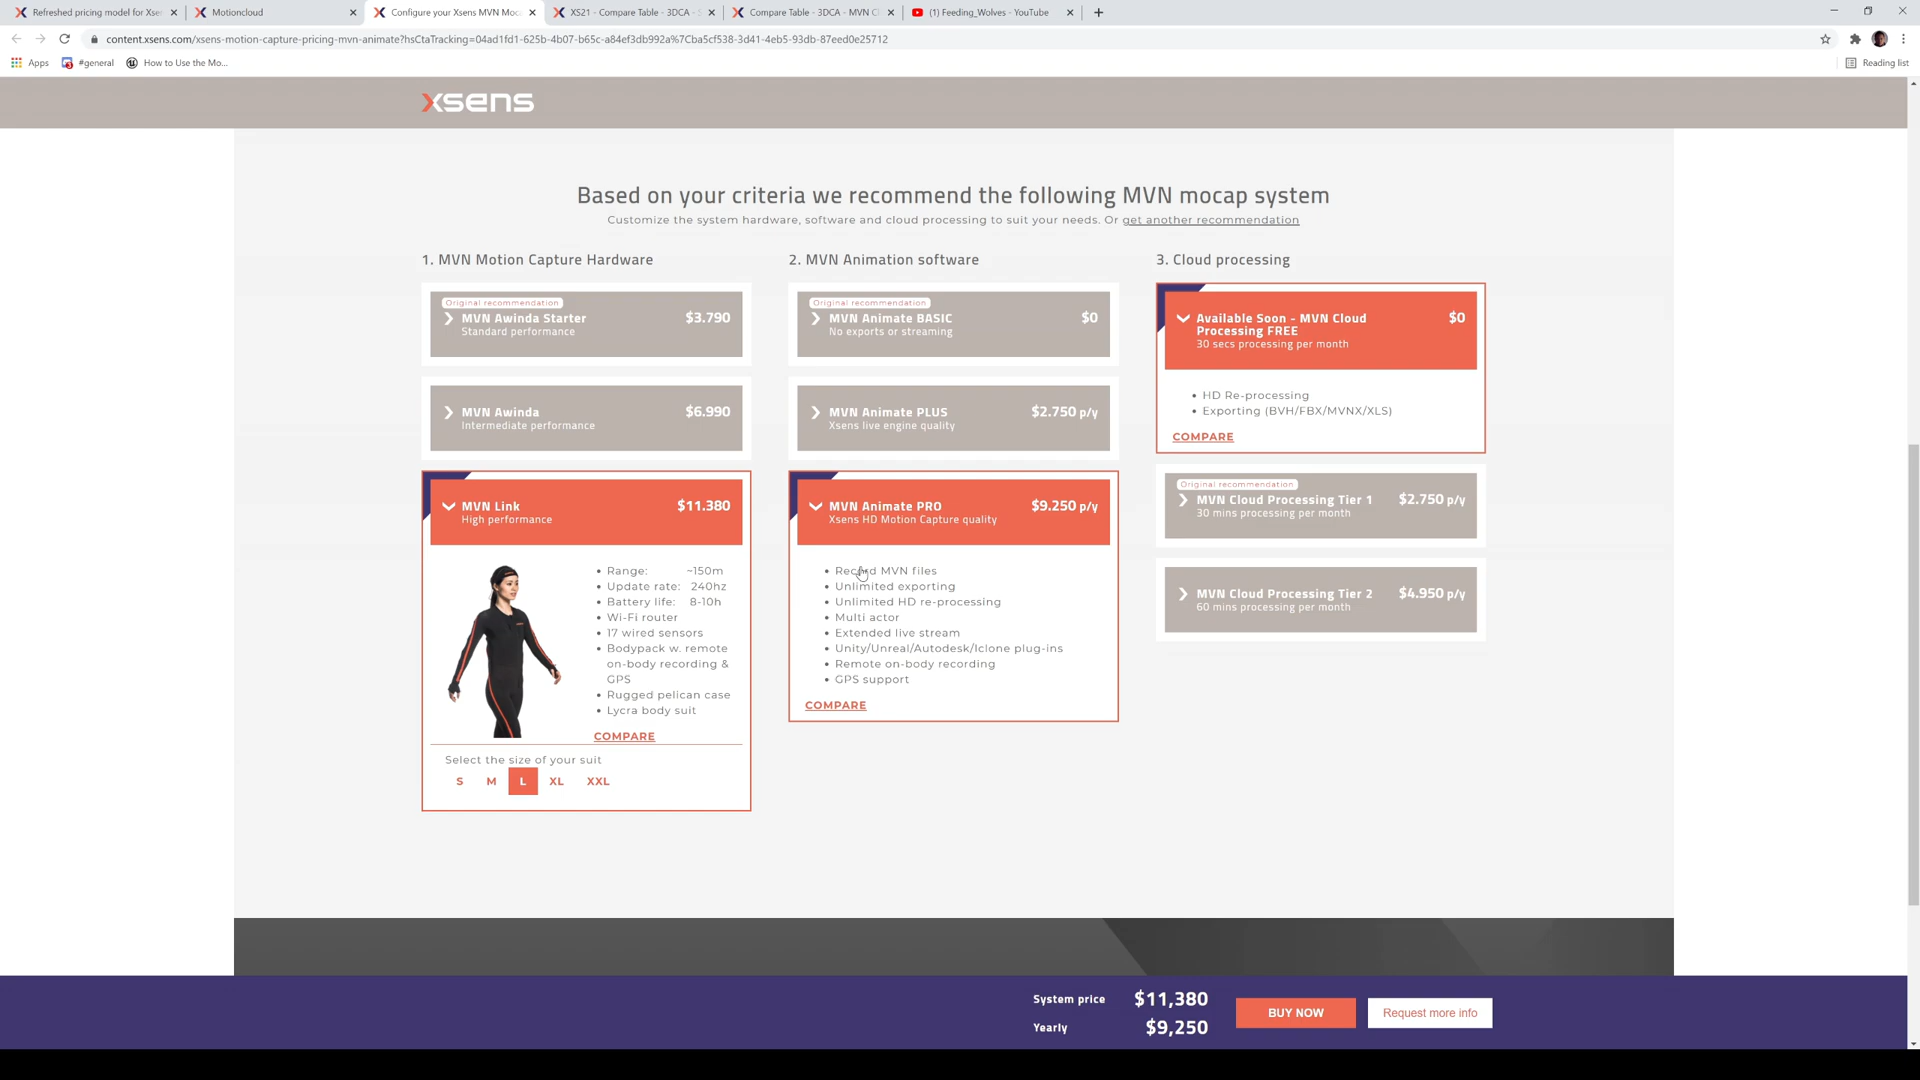 Refreshed pricing model for Xse
Motioncloud
Configure your Xsens MVN Moc
XS21 - Compare Table - 3DCA -
Compare Table - 3DCA - MVN C
(1) Feeding_Wolves - YouTube
content.xsens.com/xsens-motion-capture-pricing-mvn-animate?hsCtaTracking=04ad1fd1-625b-4b07-b65c-a84ef3db992a%7Cba5cf538-3d41-4eb5-93db-87eed0e25712
Apps
#general
How to Use the Mo...
Reading list
xsens
Based on your criteria we recommend the following MVN mocap system
Customize the system hardware, software and cloud processing to suit your needs. Or get another recommendation
1. MVN Motion Capture Hardware
Original recommendation
MVN Awinda Starter $3.790
Standard performance
MVN Awinda $6.990
Intermediate performance
MVN Link $11.380
High performance
Range: ~150m
Update rate: 240hz
Battery life: 8-10h
Wi-Fi router
17 wired sensors
Bodypack w. remote
on-body recording &
GPS
Rugged pelican case
Lycra body suit
COMPARE
Select the size of your suit
S M L XL XXL
2. MVN Animation software
Original recommendation
MVN Animate BASIC $0
No exports or streaming
MVN Animate PLUS $2.750 p/y
Xsens live engine quality
MVN Animate PRO $9.250 p/y
Xsens HD Motion Capture quality
Record MVN files
Unlimited exporting
Unlimited HD re-processing
Multi actor
Extended live stream
Unity/Unreal/Autodesk/Iclone plug-ins
Remote on-body recording
GPS support
COMPARE
3. Cloud processing
Available Soon - MVN Cloud $0
Processing FREE
30 secs processing per month
HD Re-processing
Exporting (BVH/FBX/MVNX/XLS)
COMPARE
Original recommendation
MVN Cloud Processing Tier 1 $2.750 p/y
30 mins processing per month
MVN Cloud Processing Tier 2 $4.950 p/y
60 mins processing per month
System price $11,380
Yearly $9,250
BUY NOW
Request more info